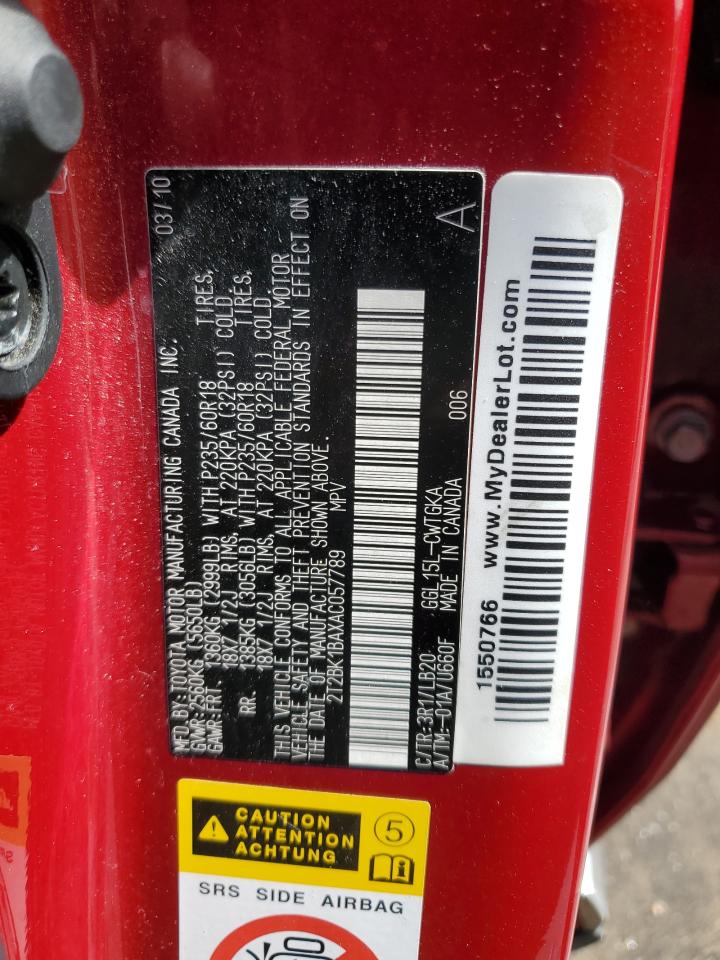 MFD. BY: TOYOTA MOTOR MANUFACTURING CANADA INC. 03/10
GVWR: 2560KG (5650LB)
GAWR: FRT 1360KG (2999LB) WITH P235/60R18 TIRES,
18X7 1/2J RIMS, AT 220KPA (32PSI) COLD
RR. 1385KG (3056LB) WITH P235/60R18 TIRES,
18X7 1/2J RIMS, AT 220KPA (32PSI) COLD
THIS VEHICLE CONFORMS TO ALL APPLICABLE FEDERAL MOTOR
VEHICLE SAFETY AND THEFT PREVENTION STANDARDS IN EFFECT ON
THE DATE OF MANUFACTURE SHOWN ABOVE.
2T2BK1BAXAC057789 MPV
C/TR: 3R1/LB20 GGL15L-CWTGKA 006 A
A/TM: -01A/U660F MADE IN CANADA
1550766 www.MyDealerLot.com
CAUTION
ATTENTION
ACHTUNG
5
SRS SIDE AIRBAG